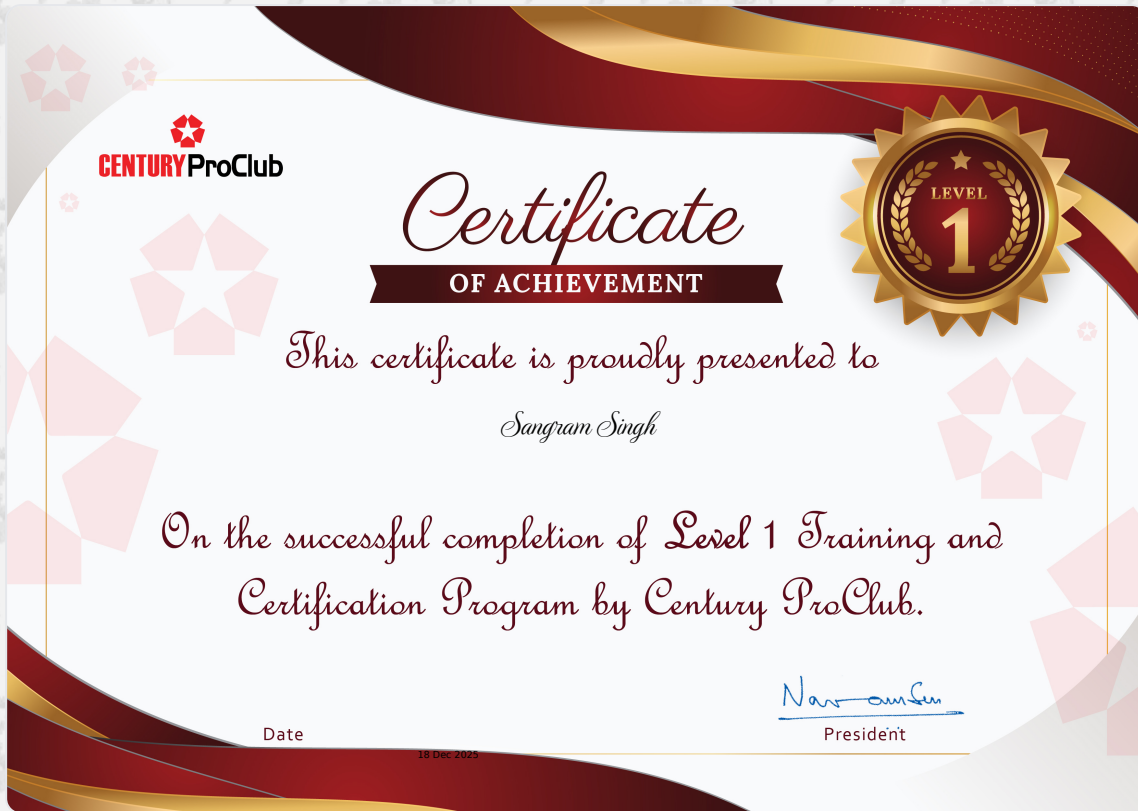 CENTURY ProClub
LEVEL
1
Certificate
OF ACHIEVEMENT
This certificate is proudly presented to
Sangram Singh
On the successful completion of Level 1 Training and
Certification Program by Century ProClub.
Date
President
18 Dec 2025